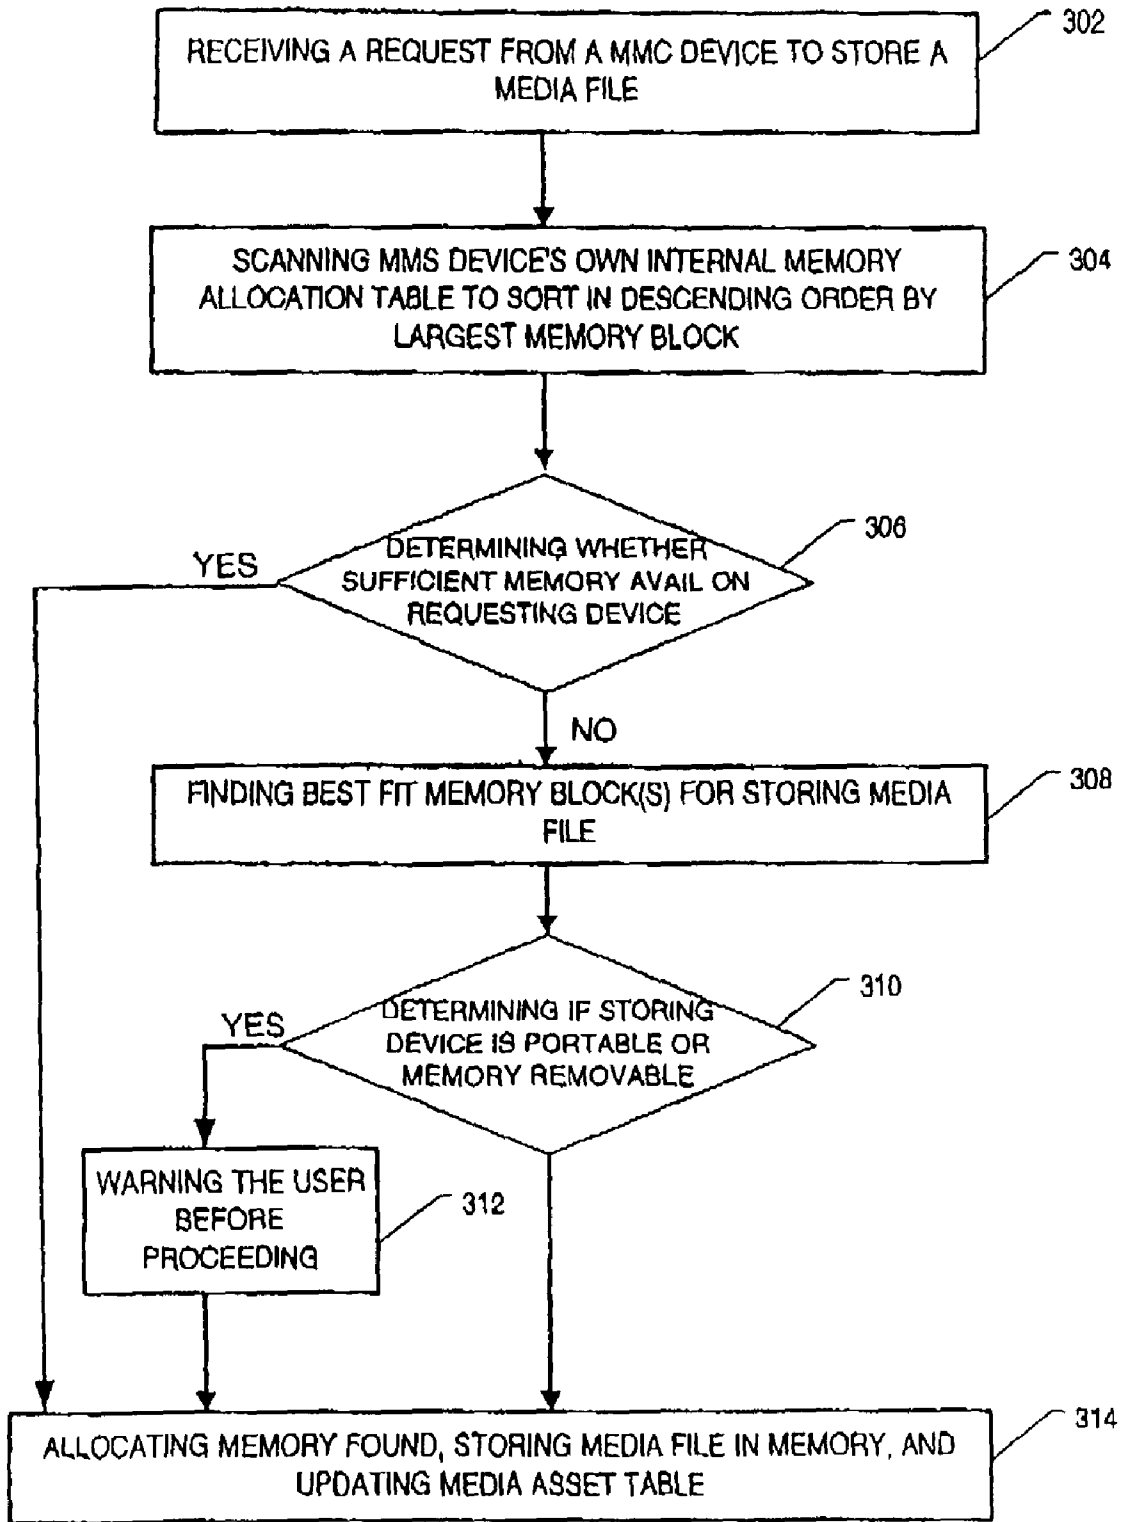 RECEIVING A REQUEST FROM A MMC DEVICE TO STORE A
MEDIA FILE
302
SCANNING MMS DEVICE'S OWN INTERNAL MEMORY
ALLOCATION TABLE TO SORT IN DESCENDING ORDER BY
LARGEST MEMORY BLOCK
304
DETERMINING WHETHER
SUFFICIENT MEMORY AVAIL ON
REQUESTING DEVICE
306
YES
NO
FINDING BEST FIT MEMORY BLOCK(S) FOR STORING MEDIA
FILE
308
DETERMINING IF STORING
DEVICE IS PORTABLE OR
MEMORY REMOVABLE
310
YES
WARNING THE USER
BEFORE
PROCEEDING
312
ALLOCATING MEMORY FOUND, STORING MEDIA FILE IN MEMORY, AND
UPDATING MEDIA ASSET TABLE
314